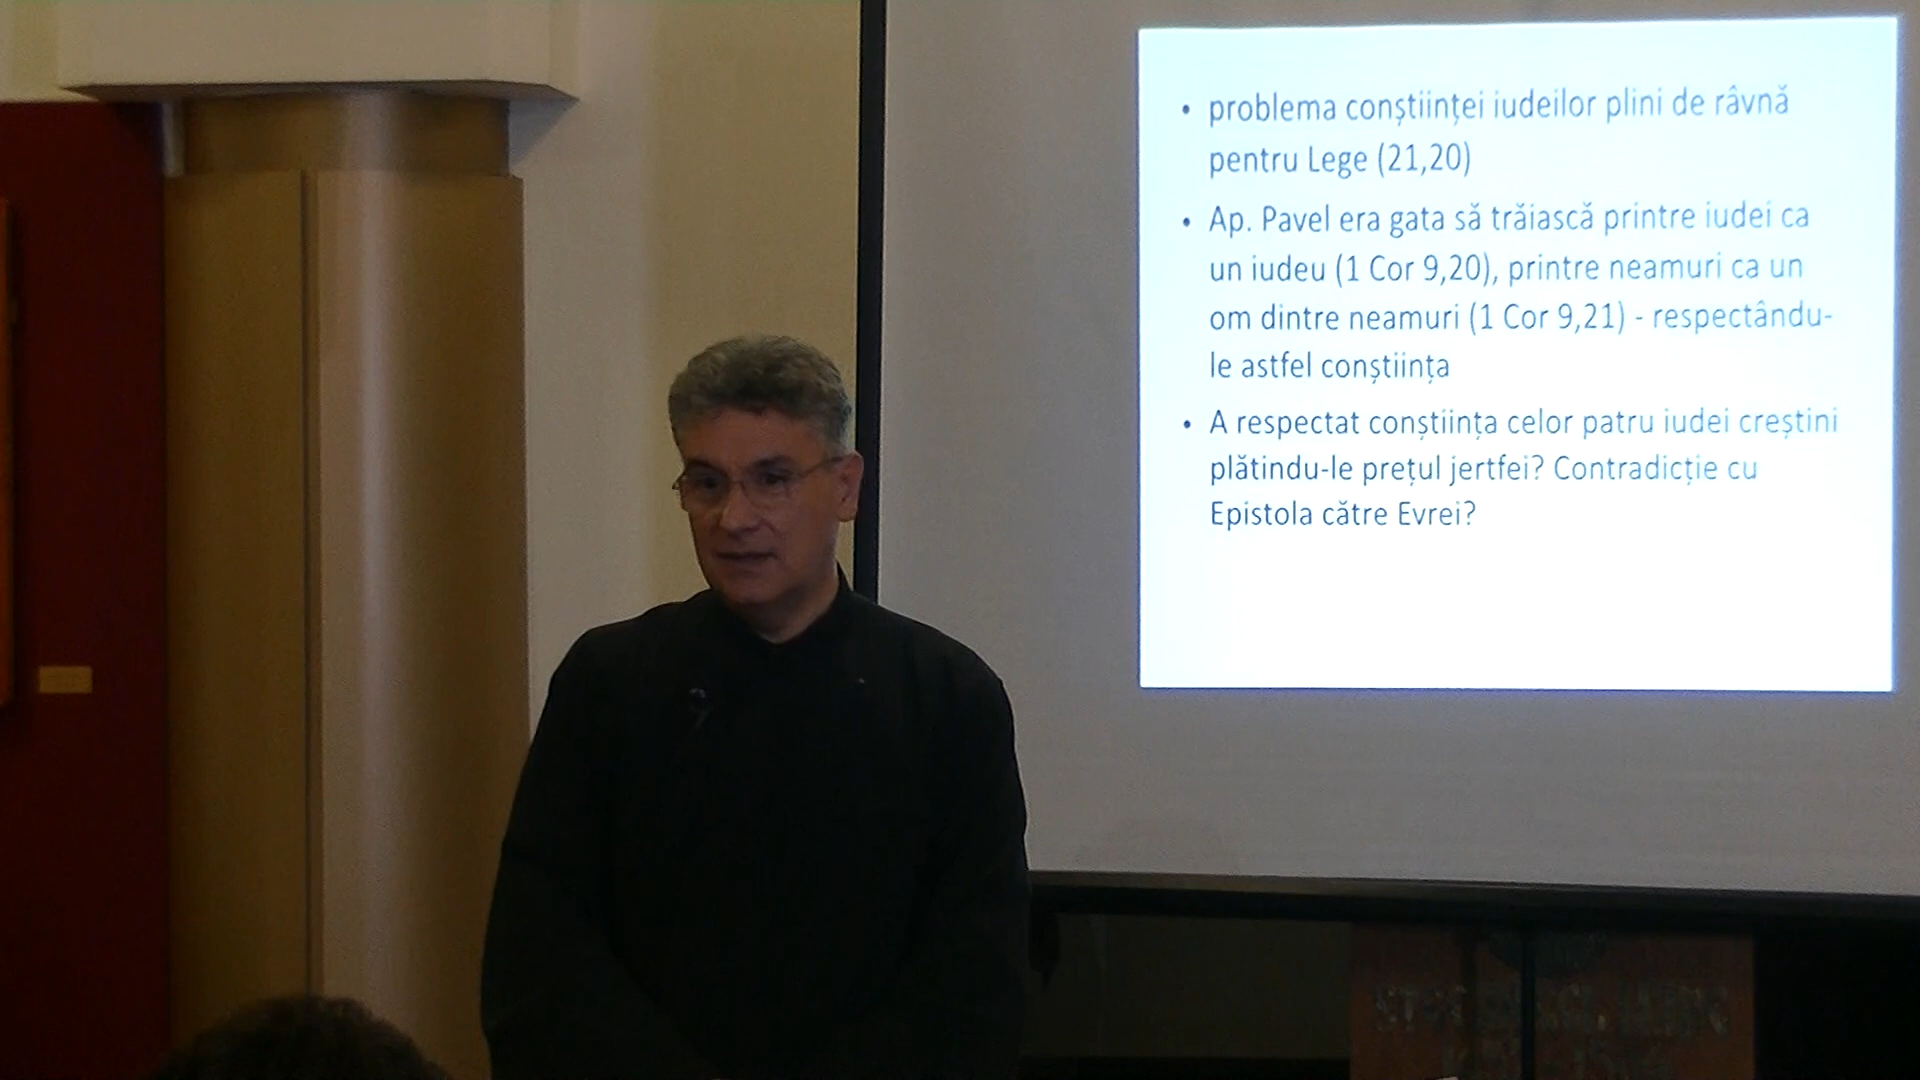 • problema conștiinței iudeilor plini de râvnă
pentru Lege (21,20)
• Ap. Pavel era gata să trăiască printre iudei ca
un iudeu (1 Cor 9,20), printre neamuri ca un
om dintre neamuri (1 Cor 9,21) - respectându-
le astfel conștiința
• A respectat conștiința celor patru iudei creștini
plătindu-le prețul jertfei? Contradicție cu
Epistola către Evrei?